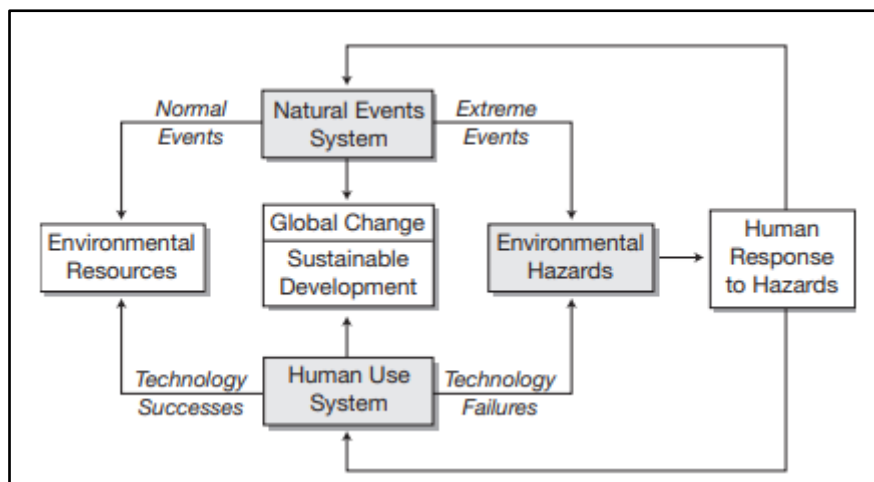 Normal
Events
Natural Events
System
Extreme
Events
Environmental
Resources
Global Change
Sustainable
Development
Environmental
Hazards
Human
Response
to Hazards
Technology
Successes
Human Use
System
Technology
Failures